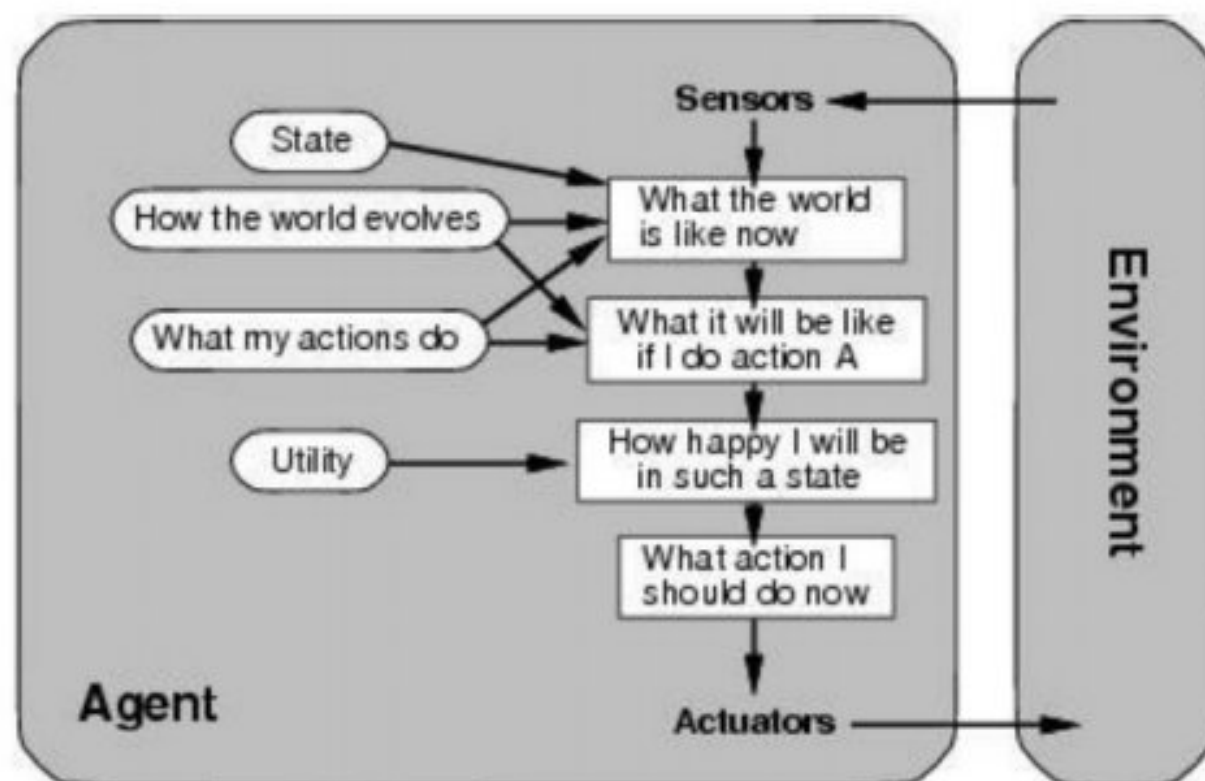 Sensors
State
What the world
is like now
How the world evolves
What it will be like
if I do action A
What my actions do
How happy I will be
in such a state
Utility
What action I
should do now
Agent
Actuators
Environment